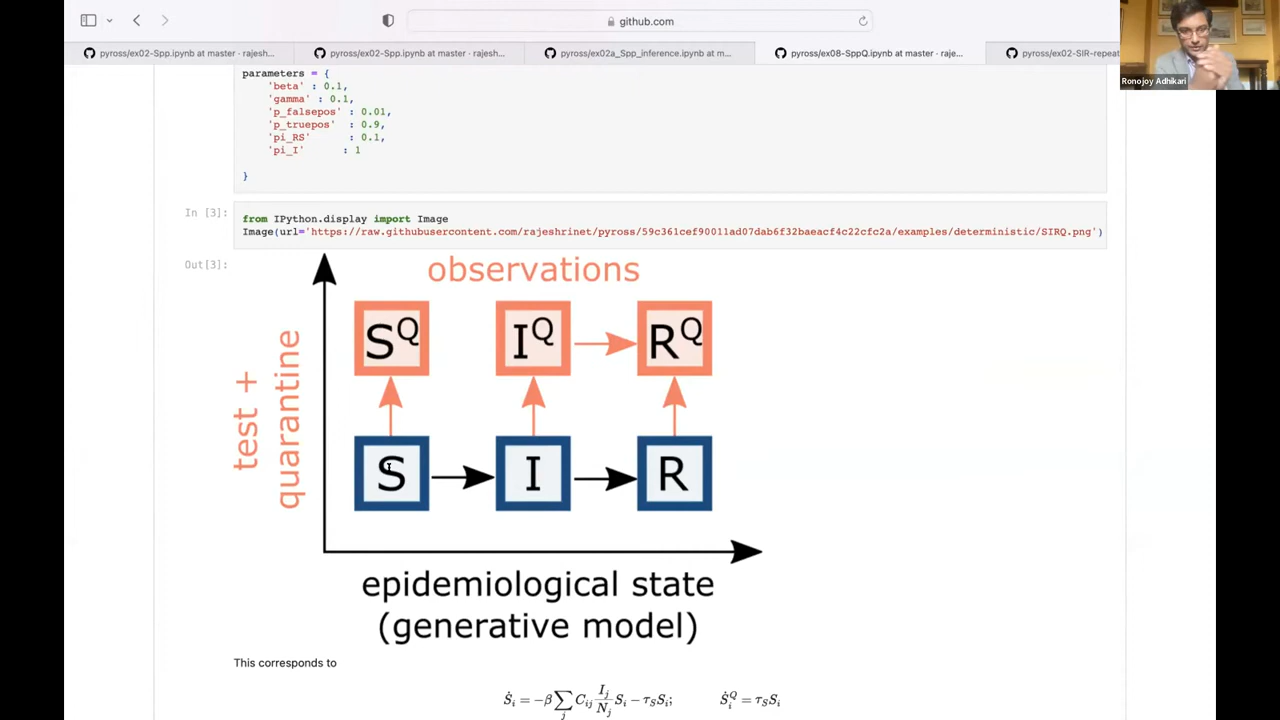 github.com
pyross/ex02-Spp.ipynb at master · rajesh...
pyross/ex02-Spp.ipynb at master · rajesh...
pyross/ex02a_Spp_inference.ipynb at m...
pyross/ex08-SppQ.ipynb at master · raje...
pyross/ex02-SIR-repeat
Ronojoy Adhikari
parameters = {
'beta' : 0.1,
'gamma' : 0.1,
'p_falsepos' : 0.01,
'p_truepos' : 0.9,
'pi_RS' : 0.1,
'pi_I' : 1
}
In [3]:
from IPython.display import Image
Image(url='https://raw.githubusercontent.com/rajeshrinet/pyross/59c361cef90011ad07dab6f32baeacf4c22cfc2a/examples/deterministic/SIRQ.png')
Out[3]:
observations
test +
quarantine
S^Q I^Q R^Q
S I R
epidemiological state
(generative model)
This corresponds to
Ṡ_i = −β ∑_j C_ij I_j/N_j S_i − τ_S S_i; Ṡ_i^Q = τ_S S_i